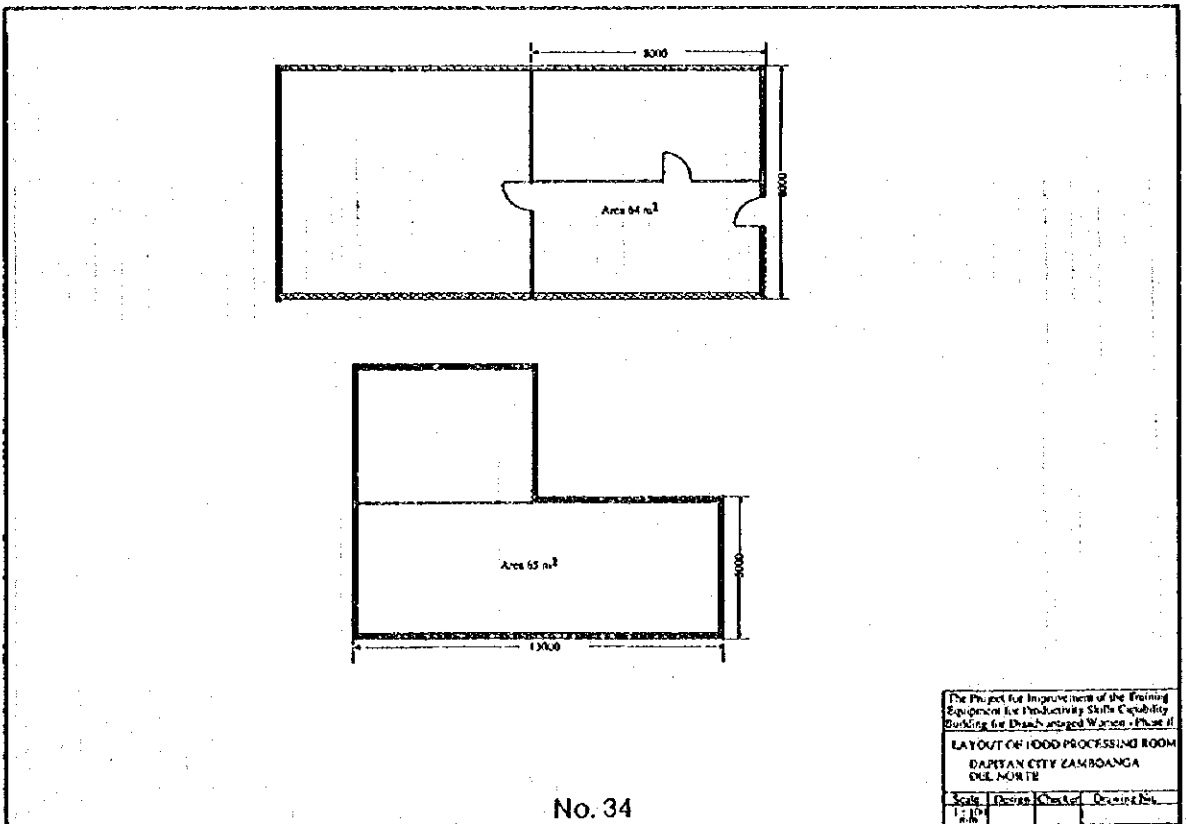 8000
8000
Area 64 m²
Area 65 m²
5000
13000
The Project for Improvement of the Training
Equipment for Productivity Skills Capability
Building for Disadvantaged Women - Phase II
LAYOUT OF FOOD PROCESSING ROOM
DAPITAN CITY ZAMBOANGA
DEL NORTE
Scale Design Checker Drawing No.
No. 34